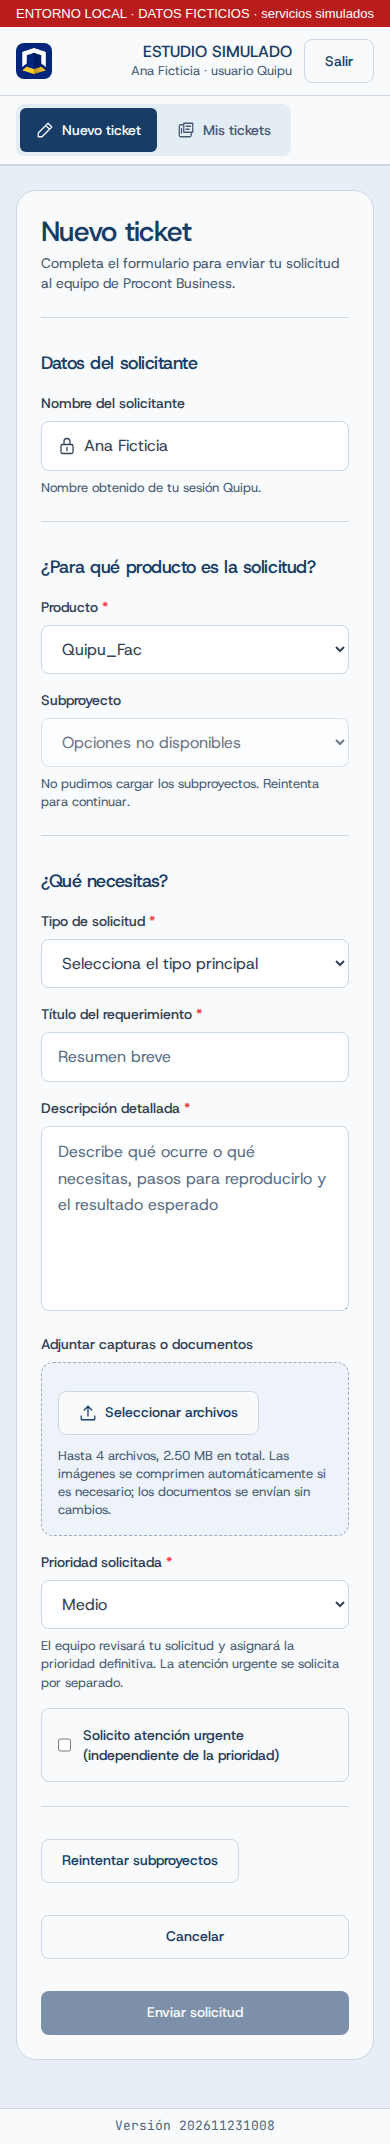 ENTORNO LOCAL · DATOS FICTICIOS · servicios simulados
ESTUDIO SIMULADO
Ana Ficticia · usuario Quipu
Salir
Nuevo ticket
Mis tickets
Nuevo ticket
Completa el formulario para enviar tu solicitud
al equipo de Procont Business.
Datos del solicitante
Nombre del solicitante
Ana Ficticia
Nombre obtenido de tu sesión Quipu.
¿Para qué producto es la solicitud?
Producto *
Quipu_Fac
Subproyecto
Opciones no disponibles
No pudimos cargar los subproyectos. Reintenta
para continuar.
¿Qué necesitas?
Tipo de solicitud *
Selecciona el tipo principal
Título del requerimiento *
Resumen breve
Descripción detallada *
Describe qué ocurre o qué
necesitas, pasos para reproducirlo y
el resultado esperado
Adjuntar capturas o documentos
Seleccionar archivos
Hasta 4 archivos, 2.50 MB en total. Las
imágenes se comprimen automáticamente si
es necesario; los documentos se envían sin
cambios.
Prioridad solicitada *
Medio
El equipo revisará tu solicitud y asignará la
prioridad definitiva. La atención urgente se solicita
por separado.
Solicito atención urgente
(independiente de la prioridad)
Reintentar subproyectos
Cancelar
Enviar solicitud
Versión 202611231008